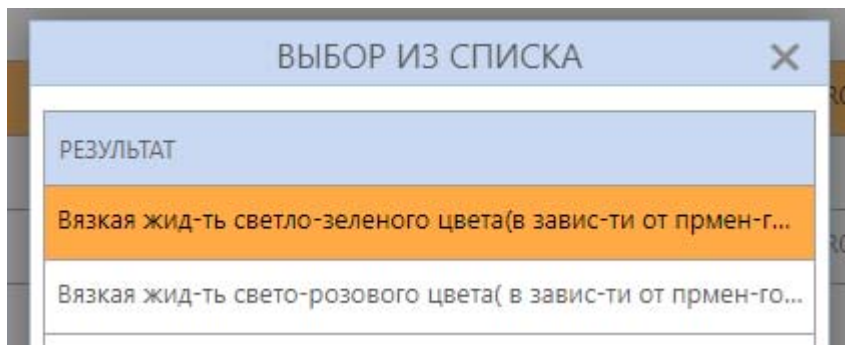 ВЫБОР ИЗ СПИСКА
РЕЗУЛЬТАТ
Вязкая жид-ть светло-зеленого цвета(в завис-ти от прмен-г...
Вязкая жид-ть свето-розового цвета( в завис-ти от прмен-го...